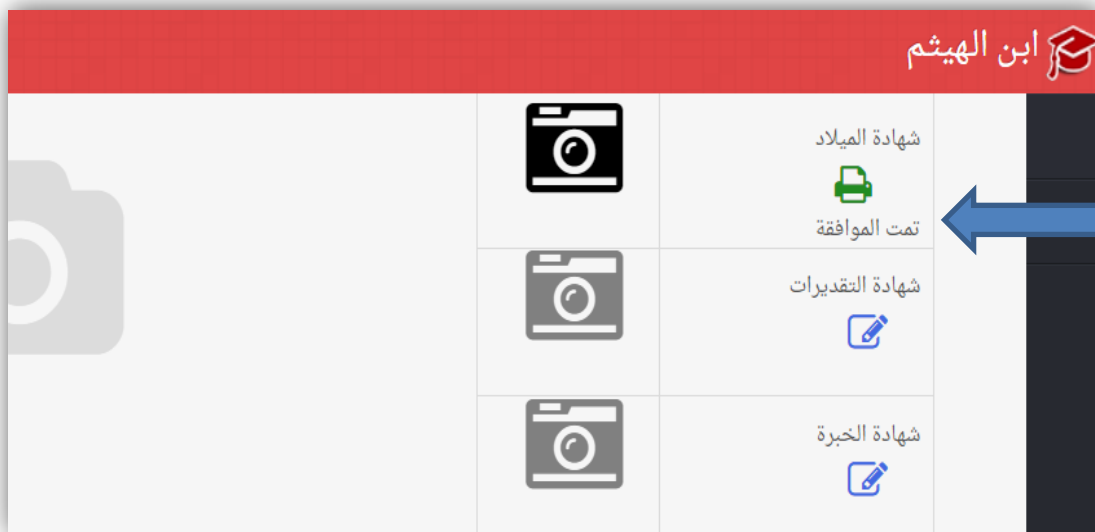 ابن الهيثم
شهادة الميلاد
تمت الموافقة
شهادة التقديرات
شهادة الخبرة